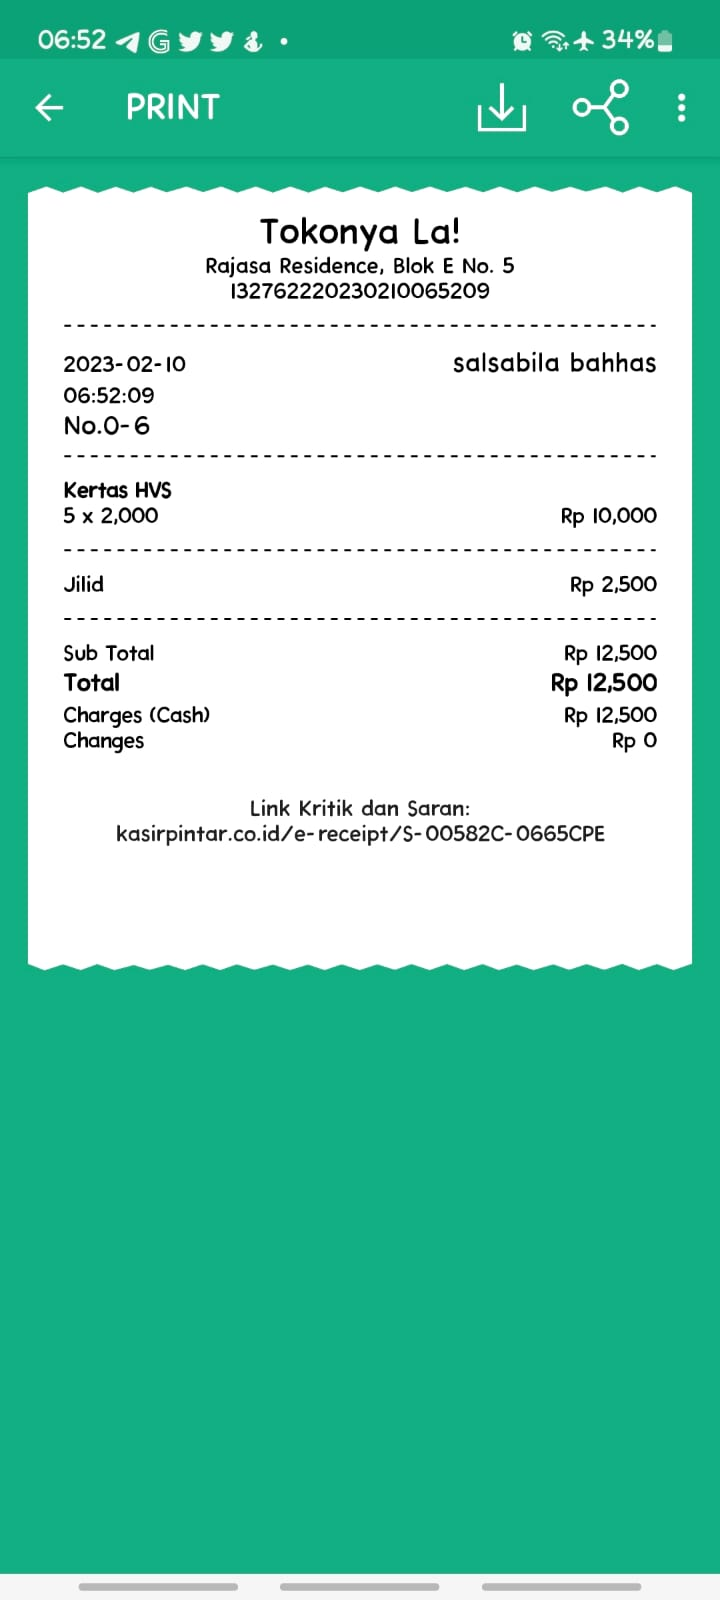 06:52 34%
PRINT
Tokonya La!
Rajasa Residence, Blok E No. 5
13276222023021006​5209
2023-02-10 salsabila bahhas
06:52:09
No.0-6
Kertas HVS
5 x 2,000 Rp 10,000
Jilid Rp 2,500
Sub Total Rp 12,500
Total Rp 12,500
Charges (Cash) Rp 12,500
Changes Rp 0
Link Kritik dan Saran:
kasirpintar.co.id/e-receipt/S-00582C-0665CPE